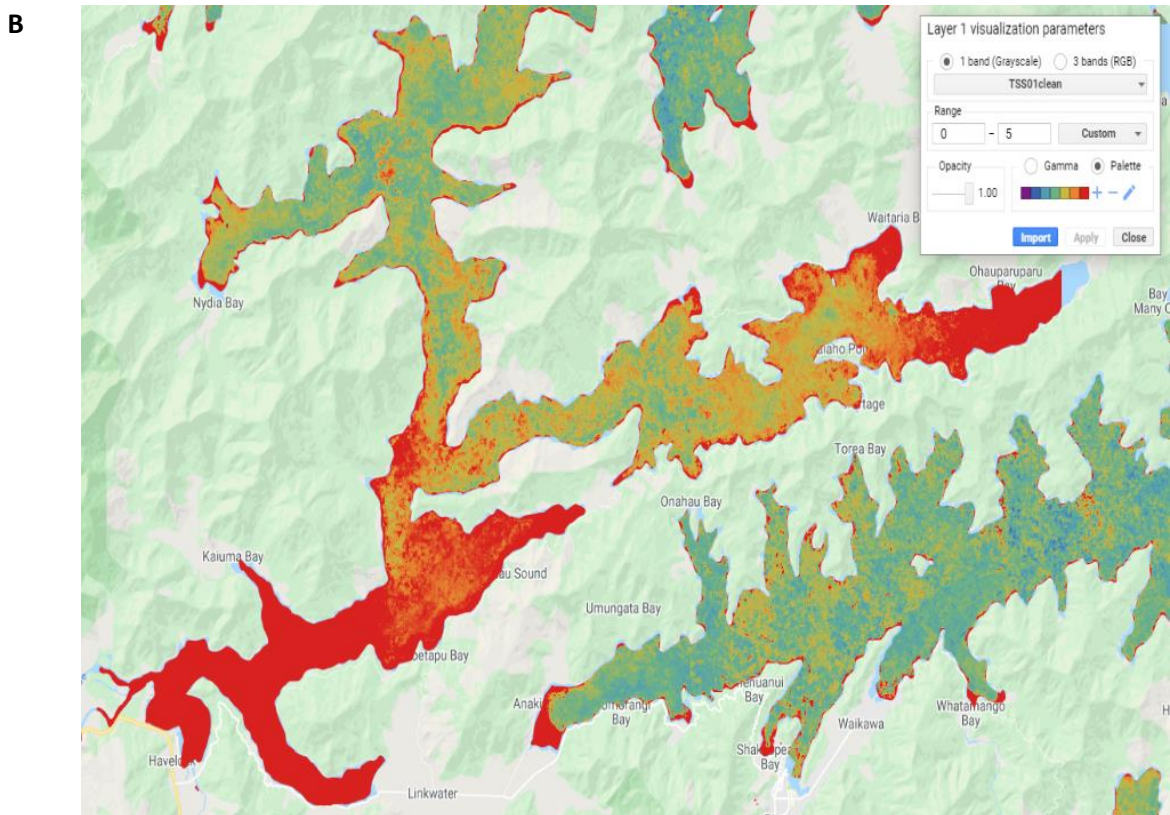 B
Layer 1 visualization parameters
1 band (Grayscale) 3 bands (RGB)
TSS01clean
Range
0 - 5 Custom
Opacity Gamma Palette
1.00
Import Apply Close
Waitaria B
Ohauparuparu
Bay
Bay
Many
Nydia Bay
Torea Bay
Onahau Bay
Kaiuma Bay
au Sound
Umungata Bay
Bay
Bay
Bay
Waikawa
Whatamango
Bay
Bay
Linkwater